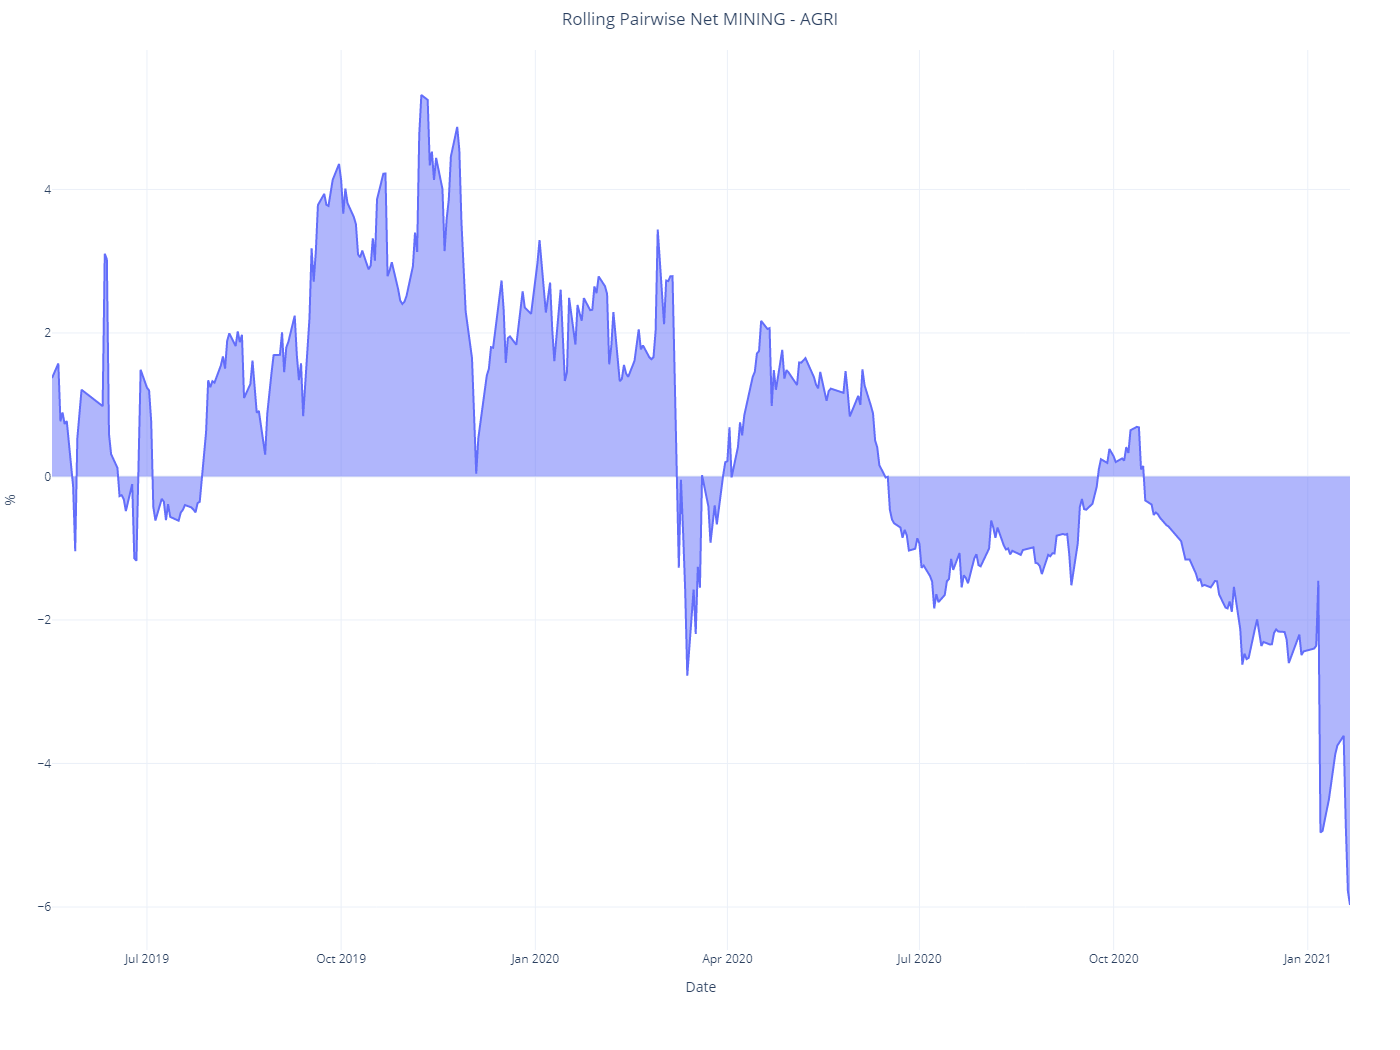 Rolling Pairwise Net MINING - AGRI
4
2
0
−2
−4
−6
%
Jul 2019
Oct 2019
Jan 2020
Apr 2020
Jul 2020
Oct 2020
Jan 2021
Date